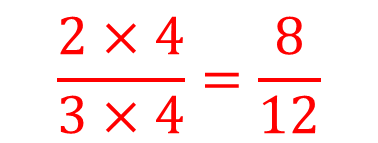 2 × 4 / 3 × 4 = 8 / 12